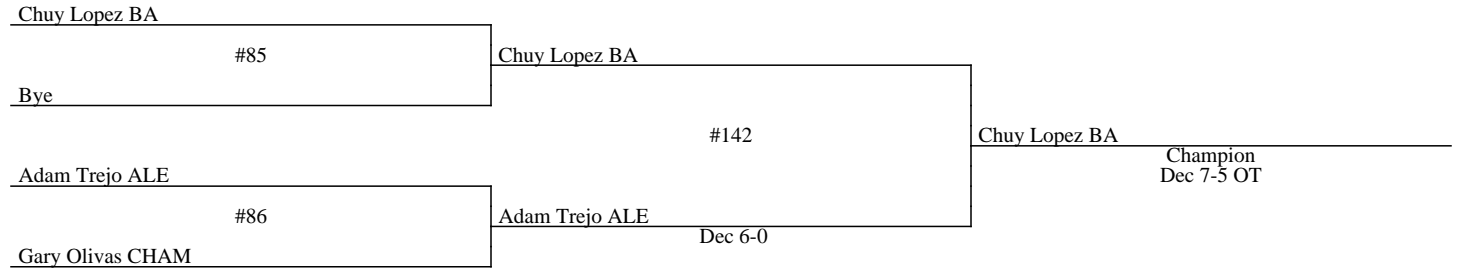 Chuy Lopez BA
#85
Chuy Lopez BA
Bye
#142
Chuy Lopez BA
Champion
Dec 7-5 OT
Adam Trejo ALE
#86
Adam Trejo ALE
Dec 6-0
Gary Olivas CHAM